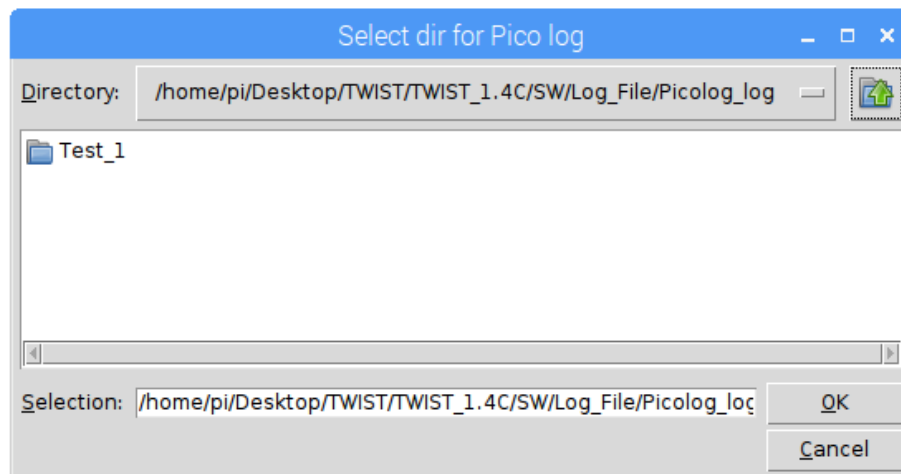 Select dir for Pico log
Directory: /home/pi/Desktop/TWIST/TWIST_1.4C/SW/Log_File/Picolog_log
Test_1
Selection: /home/pi/Desktop/TWIST/TWIST_1.4C/SW/Log_File/Picolog_log
OK
Cancel